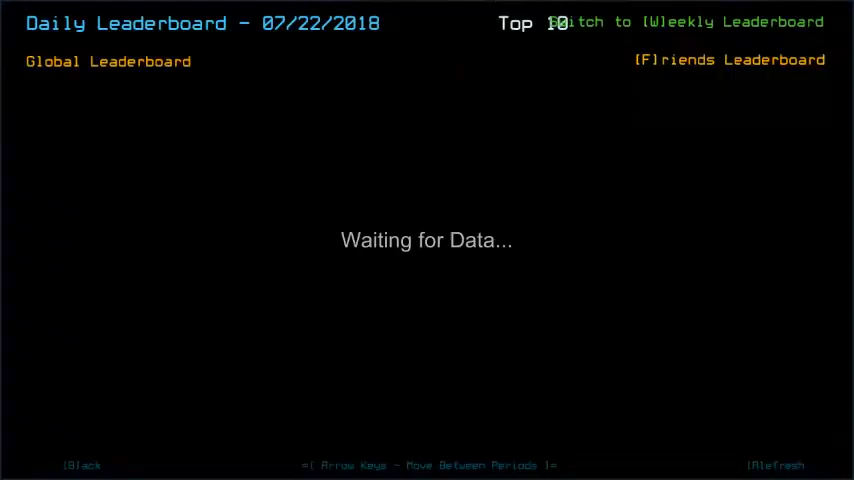 Daily Leaderboard - 07/22/2018
Top 10
Switch to [W]eekly Leaderboard
Global Leaderboard
[F]riends Leaderboard
Waiting for Data...
[B]ack
=[ Arrow Keys - Move Between Periods ]=
[R]efresh